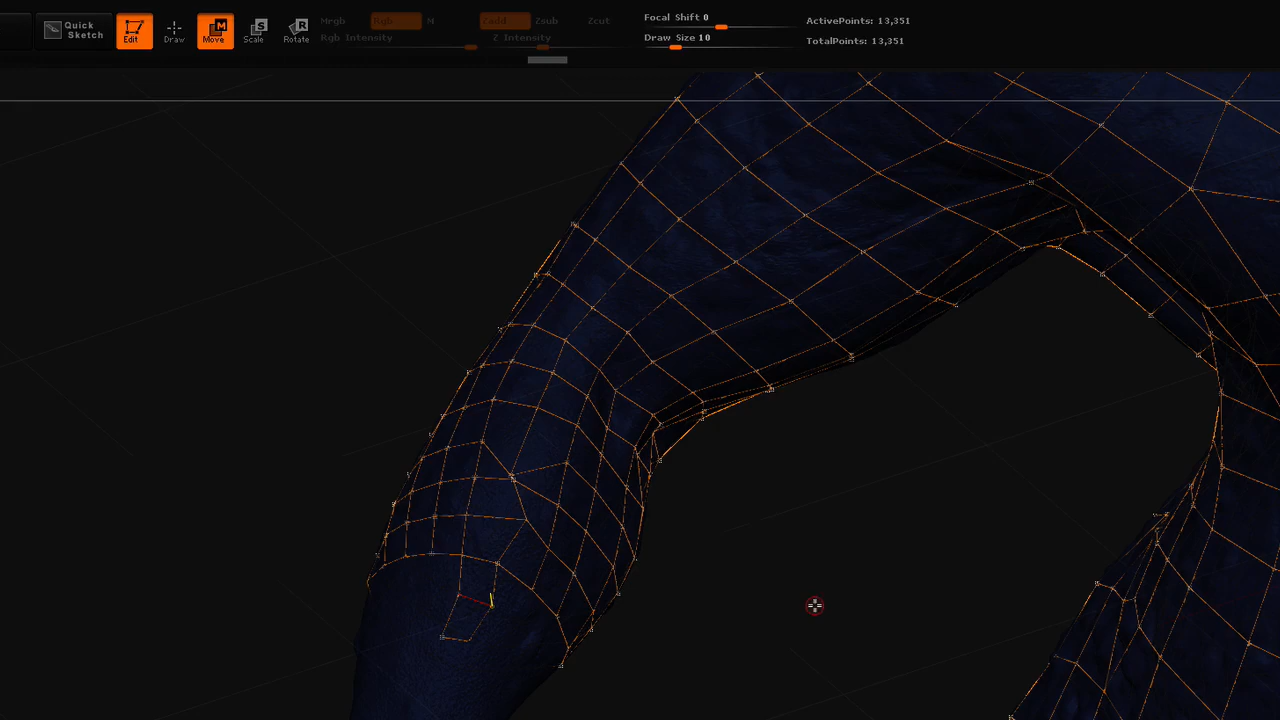 Quick
Sketch
Edit
Draw
M
Move
S
Scale
R
Rotate
Mrgb Rgb M
Rgb Intensity
Zadd Zsub Zcut
Z Intensity
Focal Shift 0
Draw Size 10
ActivePoints: 13,351
TotalPoints: 13,351